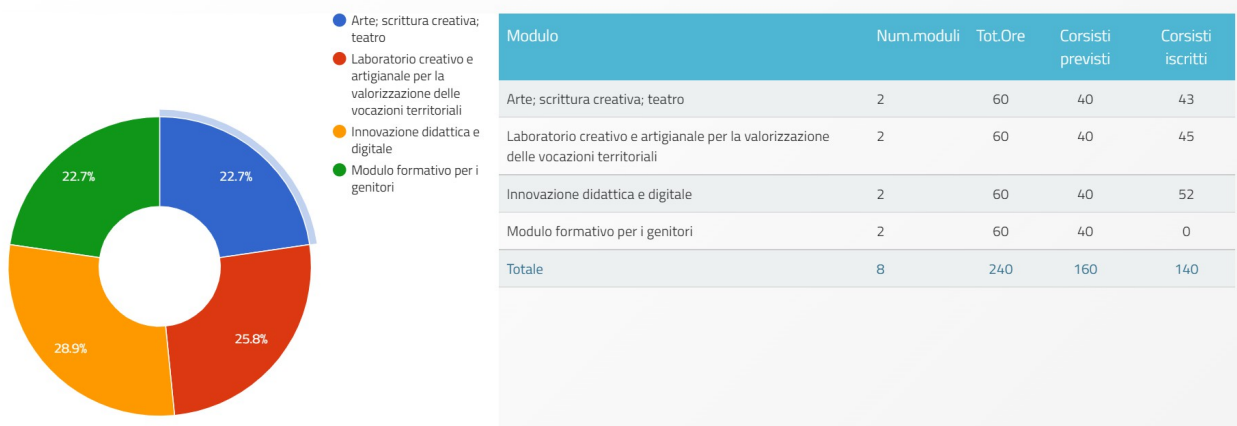 Arte; scrittura creativa;
teatro
Laboratorio creativo e
artigianale per la
valorizzazione delle
vocazioni territoriali
Innovazione didattica e
digitale
Modulo formativo per i
genitori
22.7%
22.7%
25.8%
28.9%
Modulo Num.moduli Tot.Ore Corsisti previsti Corsisti iscritti
Arte; scrittura creativa; teatro 2 60 40 43
Laboratorio creativo e artigianale per la valorizzazione 2 60 40 45
delle vocazioni territoriali
Innovazione didattica e digitale 2 60 40 52
Modulo formativo per i genitori 2 60 40 0
Totale 8 240 160 140